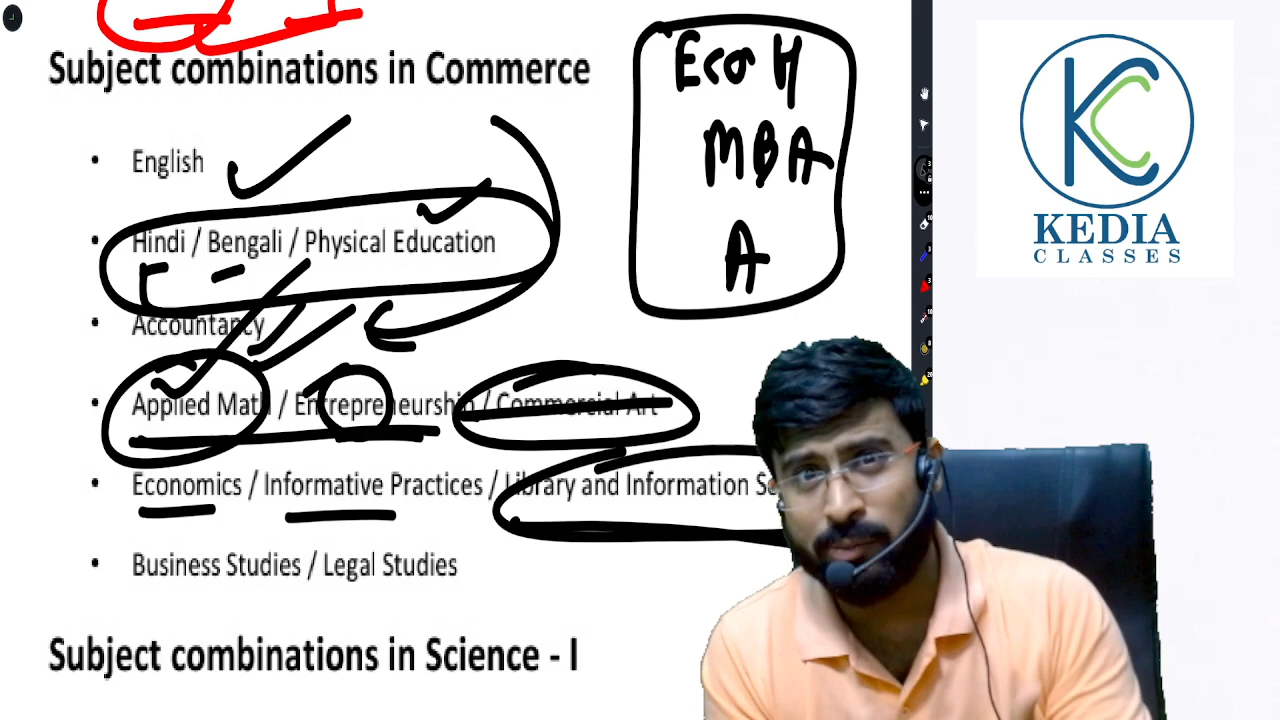 Subject combinations in Commerce
• English
• Hindi / Bengali / Physical Education
• Accountancy
• Applied Math / Entrepreneurship / Commercial Art
• Economics / Informative Practices / Library and Information
• Business Studies / Legal Studies
Subject combinations in Science - I
Eco H
MBA
A
KC
KEDIA
CLASSES